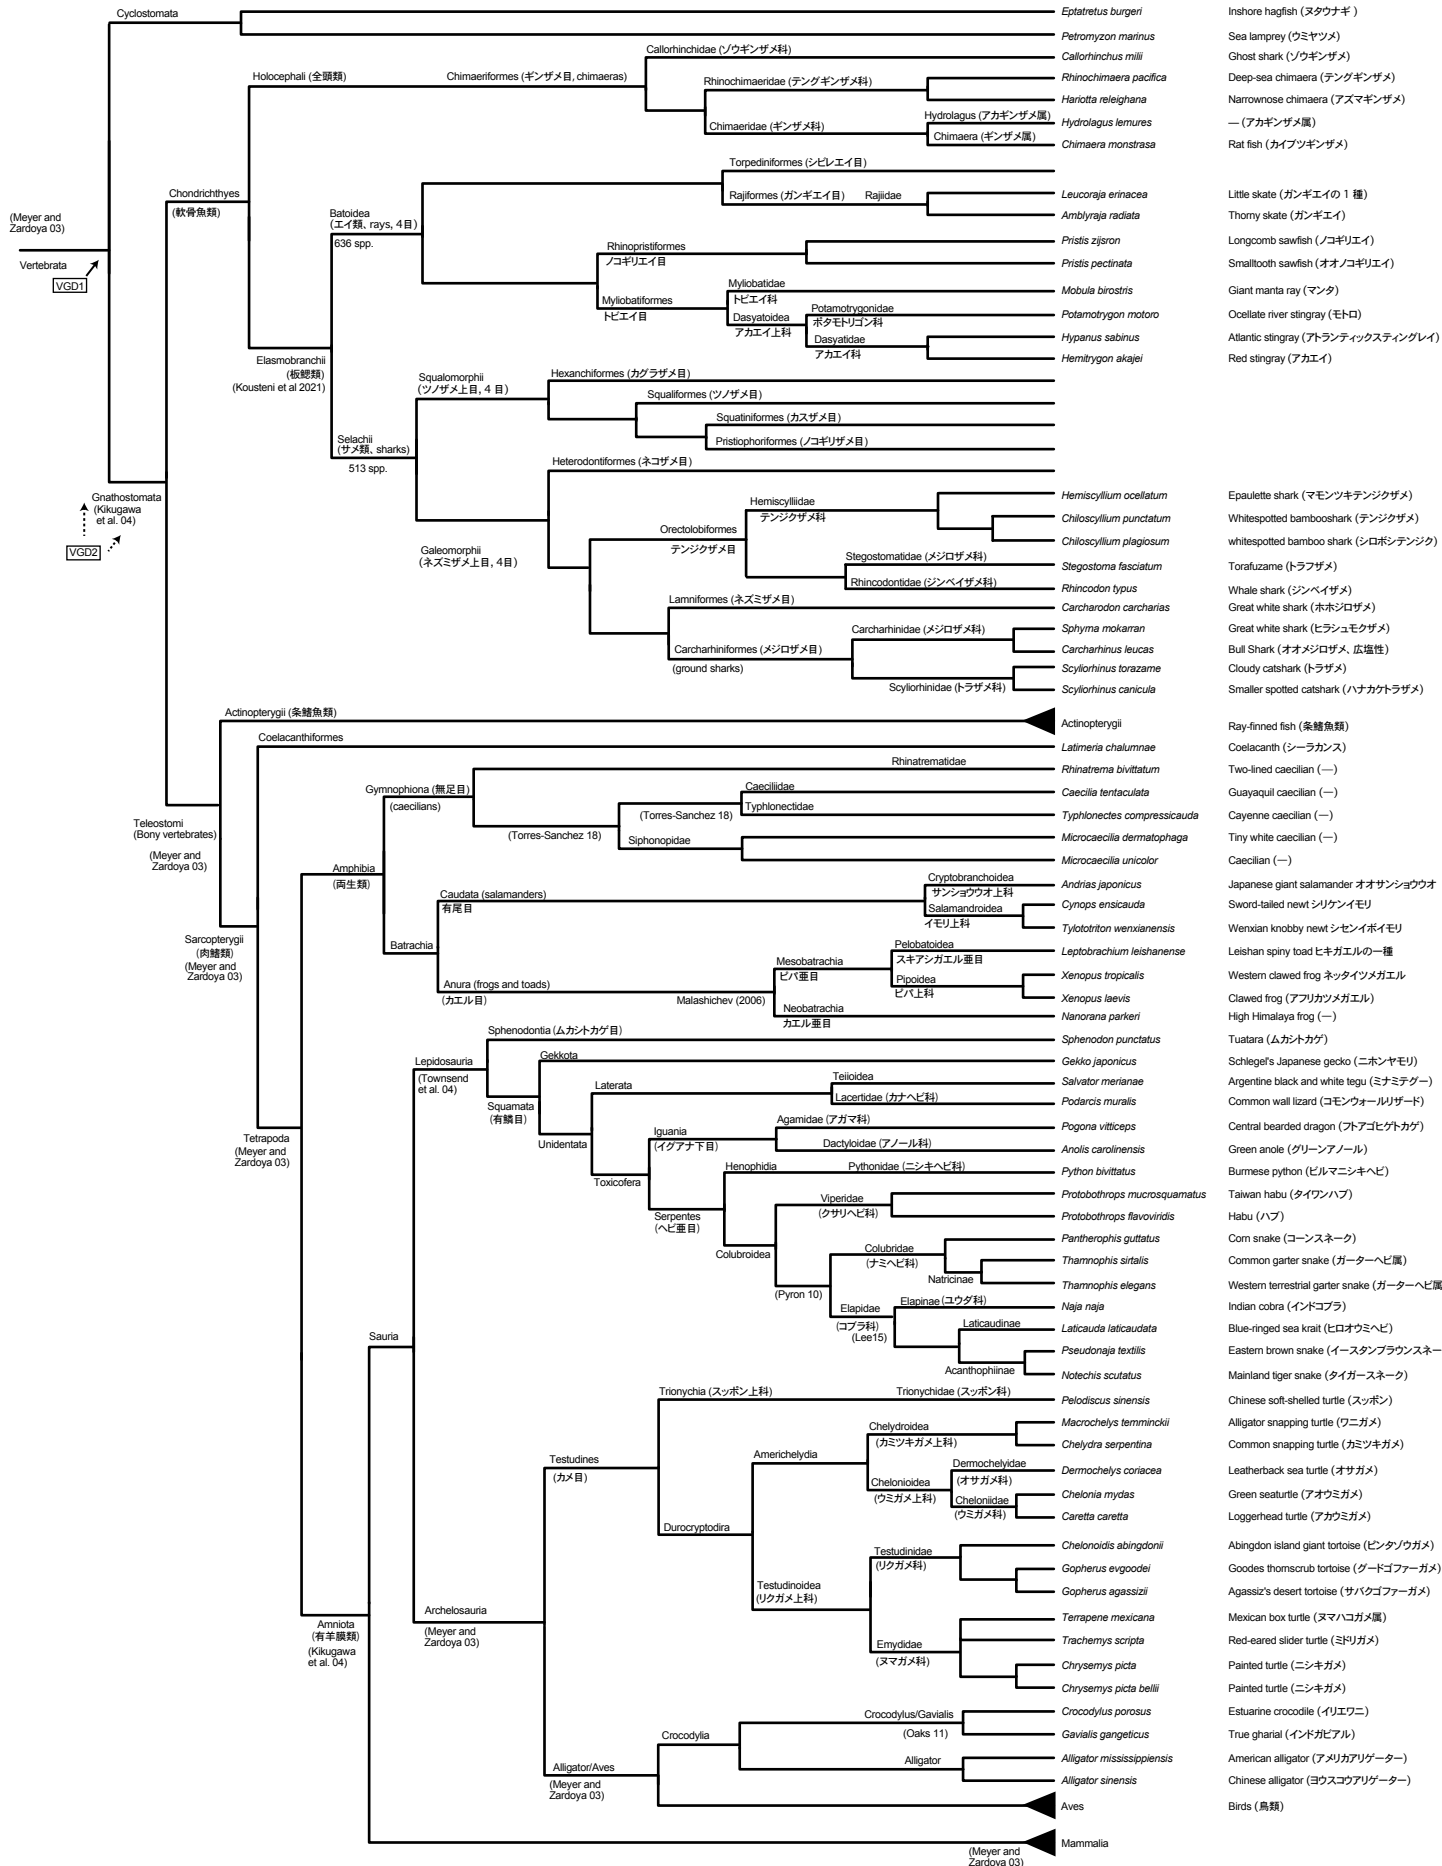 Cyclostomata
Eptatretus burgeri Inshore hagfish (ヌタウナギ )
Petromyzon marinus Sea lamprey (ウミヤツメ)
Callorhinchidae (ゾウギンザメ科)
Callorhinchus milii Ghost shark (ゾウギンザメ)
Holocephali (全頭類) Chimaeriformes (ギンザメ目, chimaeras)
Rhinochimaeridae (テングギンザメ科)
Rhinochimaera pacifica Deep-sea chimaera (テングギンザメ)
Hariotta releighana Narrownose chimaera (アズマギンザメ)
Hydrolagus (アカギンザメ属)
Chimaeridae (ギンザメ科)
Hydrolagus lemures — (アカギンザメ属)
Chimaera (ギンザメ属)
Chimaera monstrasa Rat fish (カイブツギンザメ)
Torpediniformes (シビレエイ目)
Chondrichthyes
(軟骨魚類)
Rajiformes (ガンギエイ目) Rajiidae
Leucoraja erinacea Little skate (ガンギエイの 1 種)
Amblyraja radiata Thorny skate (ガンギエイ)
(Meyer and
Zardoya 03)
Vertebrata
VGD1
Batoidea
(エイ類、rays, 4目)
636 spp.
Rhinopristiformes
ノコギリエイ目
Pristis zijsron Longcomb sawfish (ノコギリエイ)
Pristis pectinata Smalltooth sawfish (オオノコギリエイ)
Myliobatidae
トビエイ科
Mobula birostris Giant manta ray (マンタ)
Myliobatiformes
トビエイ目
Potamotrygonidae
ポタモトリゴン科
Potamotrygon motoro Ocellate river stingray (モトロ)
Dasyatoidea
アカエイ上科
Dasyatidae
アカエイ科
Hypanus sabinus Atlantic stingray (アトランティックスティングレイ)
Hemitrygon akajei Red stingray (アカエイ)
Elasmobranchii
(板鰓類)
(Kousteni et al 2021)
Squalomorphii
(ツノザメ上目, 4 目)
Hexanchiformes (カグラザメ目)
Squaliformes (ツノザメ目)
Squatiniformes (カスザメ目)
Pristiophoriformes (ノコギリザメ目)
Selachii
(サメ類、sharks)
513 spp.
Heterodontiformes (ネコザメ目)
Gnathostomata
(Kikugawa
et al. 04)
VGD2
Galeomorphii
(ネズミザメ上目, 4目)
Orectolobiformes
テンジクザメ目
Hemiscylliidae
テンジクザメ科
Hemiscyllium ocellatum Epaulette shark (マモンツキテンジクザメ)
Chiloscyllium punctatum Whitespotted bambooshark (テンジクザメ)
Chiloscyllium plagiosum whitespotted bamboo shark (シロボシテンジク)
Stegostomatidae (メジロザメ科)
Stegostoma fasciatum Torafuzame (トラフザメ)
Rhincodontidae (ジンベイザメ科)
Rhincodon typus Whale shark (ジンベイザメ)
Lamniformes (ネズミザメ目)
Carcharodon carcharias Great white shark (ホホジロザメ)
Carcharhinidae (メジロザメ科)
Sphyrna mokarran Great white shark (ヒラシュモクザメ)
Carcharhiniformes (メジロザメ目)
(ground sharks)
Carcharhinus leucas Bull Shark (オオメジロザメ、広塩性)
Scyliorhinus torazame Cloudy catshark (トラザメ)
Scyliorhinidae (トラザメ科)
Scyliorhinus canicula Smaller spotted catshark (ハナカケトラザメ)
Actinopterygii (条鰭魚類)
Actinopterygii Ray-finned fish (条鰭魚類)
Coelacanthiformes
Latimeria chalumnae Coelacanth (シーラカンス)
Rhinatrematidae
Rhinatrema bivittatum Two-lined caecilian (—)
Gymnophiona (無足目)
(caecilians)
Caeciliidae
Caecilia tentaculata Guayaquil caecilian (—)
(Torres-Sanchez 18)
Typhlonectidae
Typhlonectes compressicauda Cayenne caecilian (—)
(Torres-Sanchez 18)
Siphonopidae
Microcaecilia dermatophaga Tiny white caecilian (—)
Microcaecilia unicolor Caecilian (—)
Teleostomi
(Bony vertebrates)
(Meyer and
Zardoya 03)
Amphibia
(両生類)
Caudata (salamanders)
有尾目
Cryptobranchoidea
サンショウウオ上科
Andrias japonicus Japanese giant salamander オオサンショウウオ
Salamandroidea
イモリ上科
Cynops ensicauda Sword-tailed newt シリケンイモリ
Tylototriton wenxianensis Wenxian knobby newt シセンイボイモリ
Sarcopterygii
(肉鰭類)
(Meyer and
Zardoya 03)
Batrachia
Anura (frogs and toads)
(カエル目)
Malashichev (2006)
Mesobatrachia
ピパ亜目
Pelobatoidea
スキアシガエル亜目
Leptobrachium leishanense Leishan spiny toad ヒキガエルの一種
Pipoidea
ピパ上科
Xenopus tropicalis Western clawed frog ネッタイツメガエル
Xenopus laevis Clawed frog (アフリカツメガエル)
Neobatrachia
カエル亜目
Nanorana parkeri High Himalaya frog (—)
Sphenodontia (ムカシトカゲ目)
Sphenodon punctatus Tuatara (ムカシトカゲ)
Lepidosauria
(Townsend
et al. 04)
Gekkota
Gekko japonicus Schlegel's Japanese gecko (ニホンヤモリ)
Squamata
(有鱗目)
Laterata
Teiioidea
Salvator merianae Argentine black and white tegu (ミナミテグー)
Lacertidae (カナヘビ科)
Podarcis muralis Common wall lizard (コモンウォールリザード)
Unidentata
Iguania
(イグアナ下目)
Agamidae (アガマ科)
Pogona vitticeps Central bearded dragon (フトアゴヒゲトカゲ)
Dactyloidae (アノール科)
Anolis carolinensis Green anole (グリーンアノール)
Tetrapoda
(Meyer and
Zardoya 03)
Toxicofera
Henophidia Pythonidae (ニシキヘビ科)
Python bivittatus Burmese python (ビルマニシキヘビ)
Serpentes
(ヘビ亜目)
Viperidae
(クサリヘビ科)
Protobothrops mucrosquamatus Taiwan habu (タイワンハブ)
Protobothrops flavoviridis Habu (ハブ)
Colubroidea
Colubridae
(ナミヘビ科)
Pantherophis guttatus Corn snake (コーンスネーク)
Natricinae
Thamnophis sirtalis Common garter snake (ガーターヘビ属)
Thamnophis elegans Western terrestrial garter snake (ガーターヘビ属
(Pyron 10)
Elapidae
(コブラ科)
(Lee15)
Elapinae (ユウダ科)
Naja naja Indian cobra (インドコブラ)
Laticaudinae
Laticauda laticaudata Blue-ringed sea krait (ヒロオウミヘビ)
Acanthophiinae
Pseudonaja textilis Eastern brown snake (イースタンブラウンスネー
Notechis scutatus Mainland tiger snake (タイガースネーク)
Sauria
Trionychia (スッポン上科) Trionychidae (スッポン科)
Pelodiscus sinensis Chinese soft-shelled turtle (スッポン)
Testudines
(カメ目)
Americhelydia
Chelydroidea
(カミツキガメ上科)
Macrochelys temminckii Alligator snapping turtle (ワニガメ)
Chelydra serpentina Common snapping turtle (カミツキガメ)
Chelonioidea
(ウミガメ上科)
Dermochelyidae
(オサガメ科)
Dermochelys coriacea Leatherback sea turtle (オサガメ)
Cheloniidae
(ウミガメ科)
Chelonia mydas Green seaturtle (アオウミガメ)
Caretta caretta Loggerhead turtle (アカウミガメ)
Durocryptodira
Testudinoidea
(リクガメ上科)
Testudinidae
(リクガメ科)
Chelonoidis abingdonii Abingdon island giant tortoise (ピンタゾウガメ)
Gopherus evgoodei Goodes thornscrub tortoise (グードゴファーガメ)
Gopherus agassizii Agassiz's desert tortoise (サバクゴファーガメ)
Emydidae
(ヌマガメ科)
Terrapene mexicana Mexican box turtle (ヌマハコガメ属)
Trachemys scripta Red-eared slider turtle (ミドリガメ)
Chrysemys picta Painted turtle (ニシキガメ)
Chrysemys picta bellii Painted turtle (ニシキガメ)
Archelosauria
(Meyer and
Zardoya 03)
Amniota
(有羊膜類)
(Kikugawa
et al. 04)
Crocodylia
Crocodylus/Gavialis
(Oaks 11)
Crocodylus porosus Estuarine crocodile (イリエワニ)
Gavialis gangeticus True gharial (インドガビアル)
Alligator
Alligator mississippiensis American alligator (アメリカアリゲーター)
Alligator sinensis Chinese alligator (ヨウスコウアリゲーター)
Alligator/Aves
(Meyer and
Zardoya 03)
Aves Birds (鳥類)
Mammalia
(Meyer and
Zardoya 03)